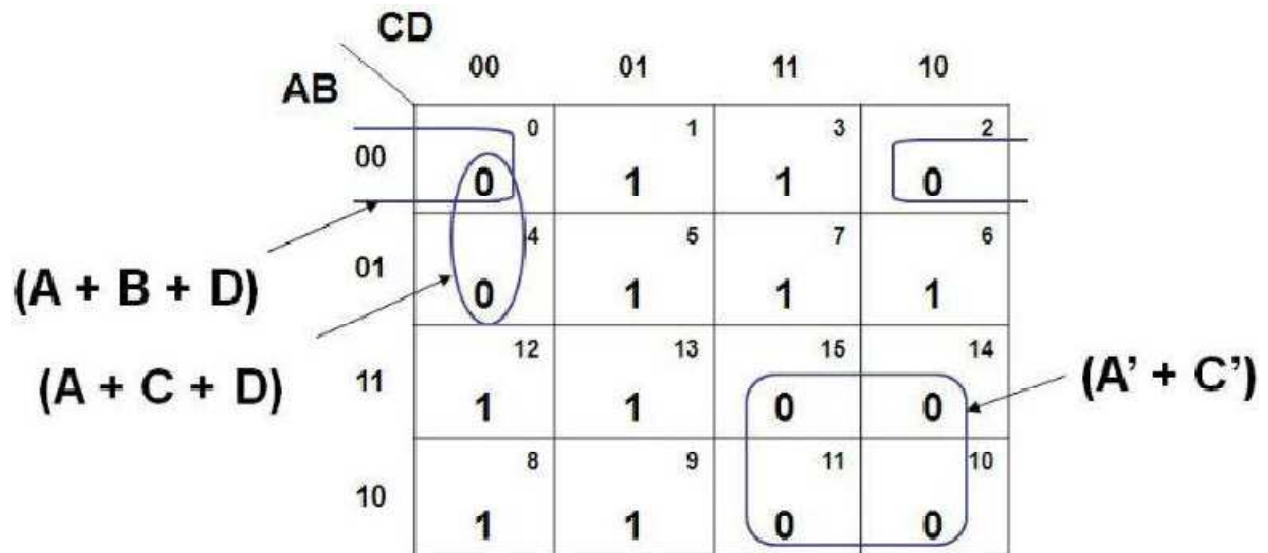 CD
AB
00 01 11 10
0 1 3 2
00 0 1 1 0
4 5 7 6
01 0 1 1 1
(A + B + D)
12 13 15 14
(A + C + D)
11 1 1 0 0
(A’ + C’)
8 9 11 10
10 1 1 0 0